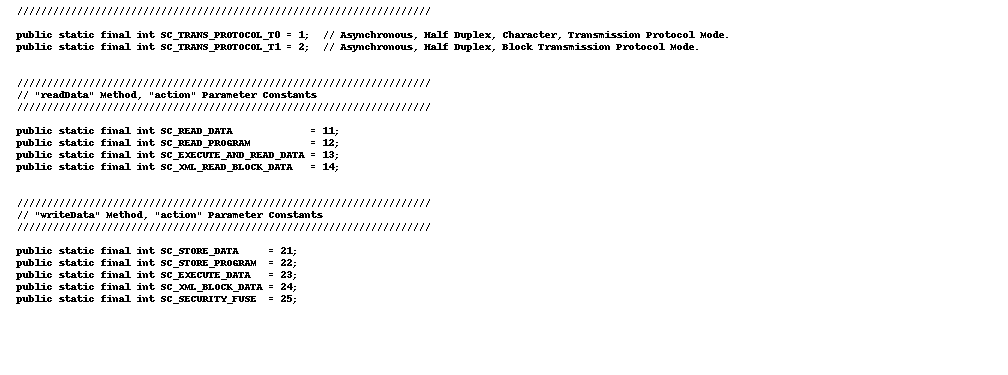 /////////////////////////////////////////////////////////////////////
public static final int SC_TRANS_PROTOCOL_T0 = 1;  // Asynchronous, Half Duplex, Character, Transmission Protocol Mode.
public static final int SC_TRANS_PROTOCOL_T1 = 2;  // Asynchronous, Half Duplex, Block Transmission Protocol Mode.
/////////////////////////////////////////////////////////////////////
// "readData" Method, "action" Parameter Constants
/////////////////////////////////////////////////////////////////////
public static final int SC_READ_DATA             = 11;
public static final int SC_READ_PROGRAM          = 12;
public static final int SC_EXECUTE_AND_READ_DATA = 13;
public static final int SC_XML_READ_BLOCK_DATA   = 14;
/////////////////////////////////////////////////////////////////////
// "writeData" Method, "action" Parameter Constants
/////////////////////////////////////////////////////////////////////
public static final int SC_STORE_DATA     = 21;
public static final int SC_STORE_PROGRAM  = 22;
public static final int SC_EXECUTE_DATA   = 23;
public static final int SC_XML_BLOCK_DATA = 24;
public static final int SC_SECURITY_FUSE  = 25;